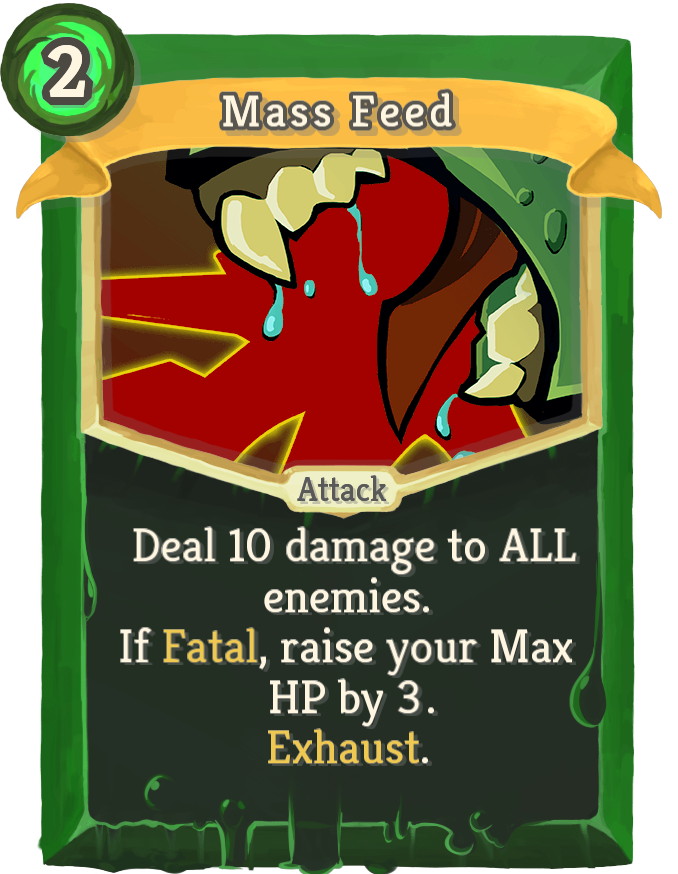 2
Mass Feed
Attack
Deal 10 damage to ALL
enemies.
If Fatal, raise your Max
HP by 3.
Exhaust.